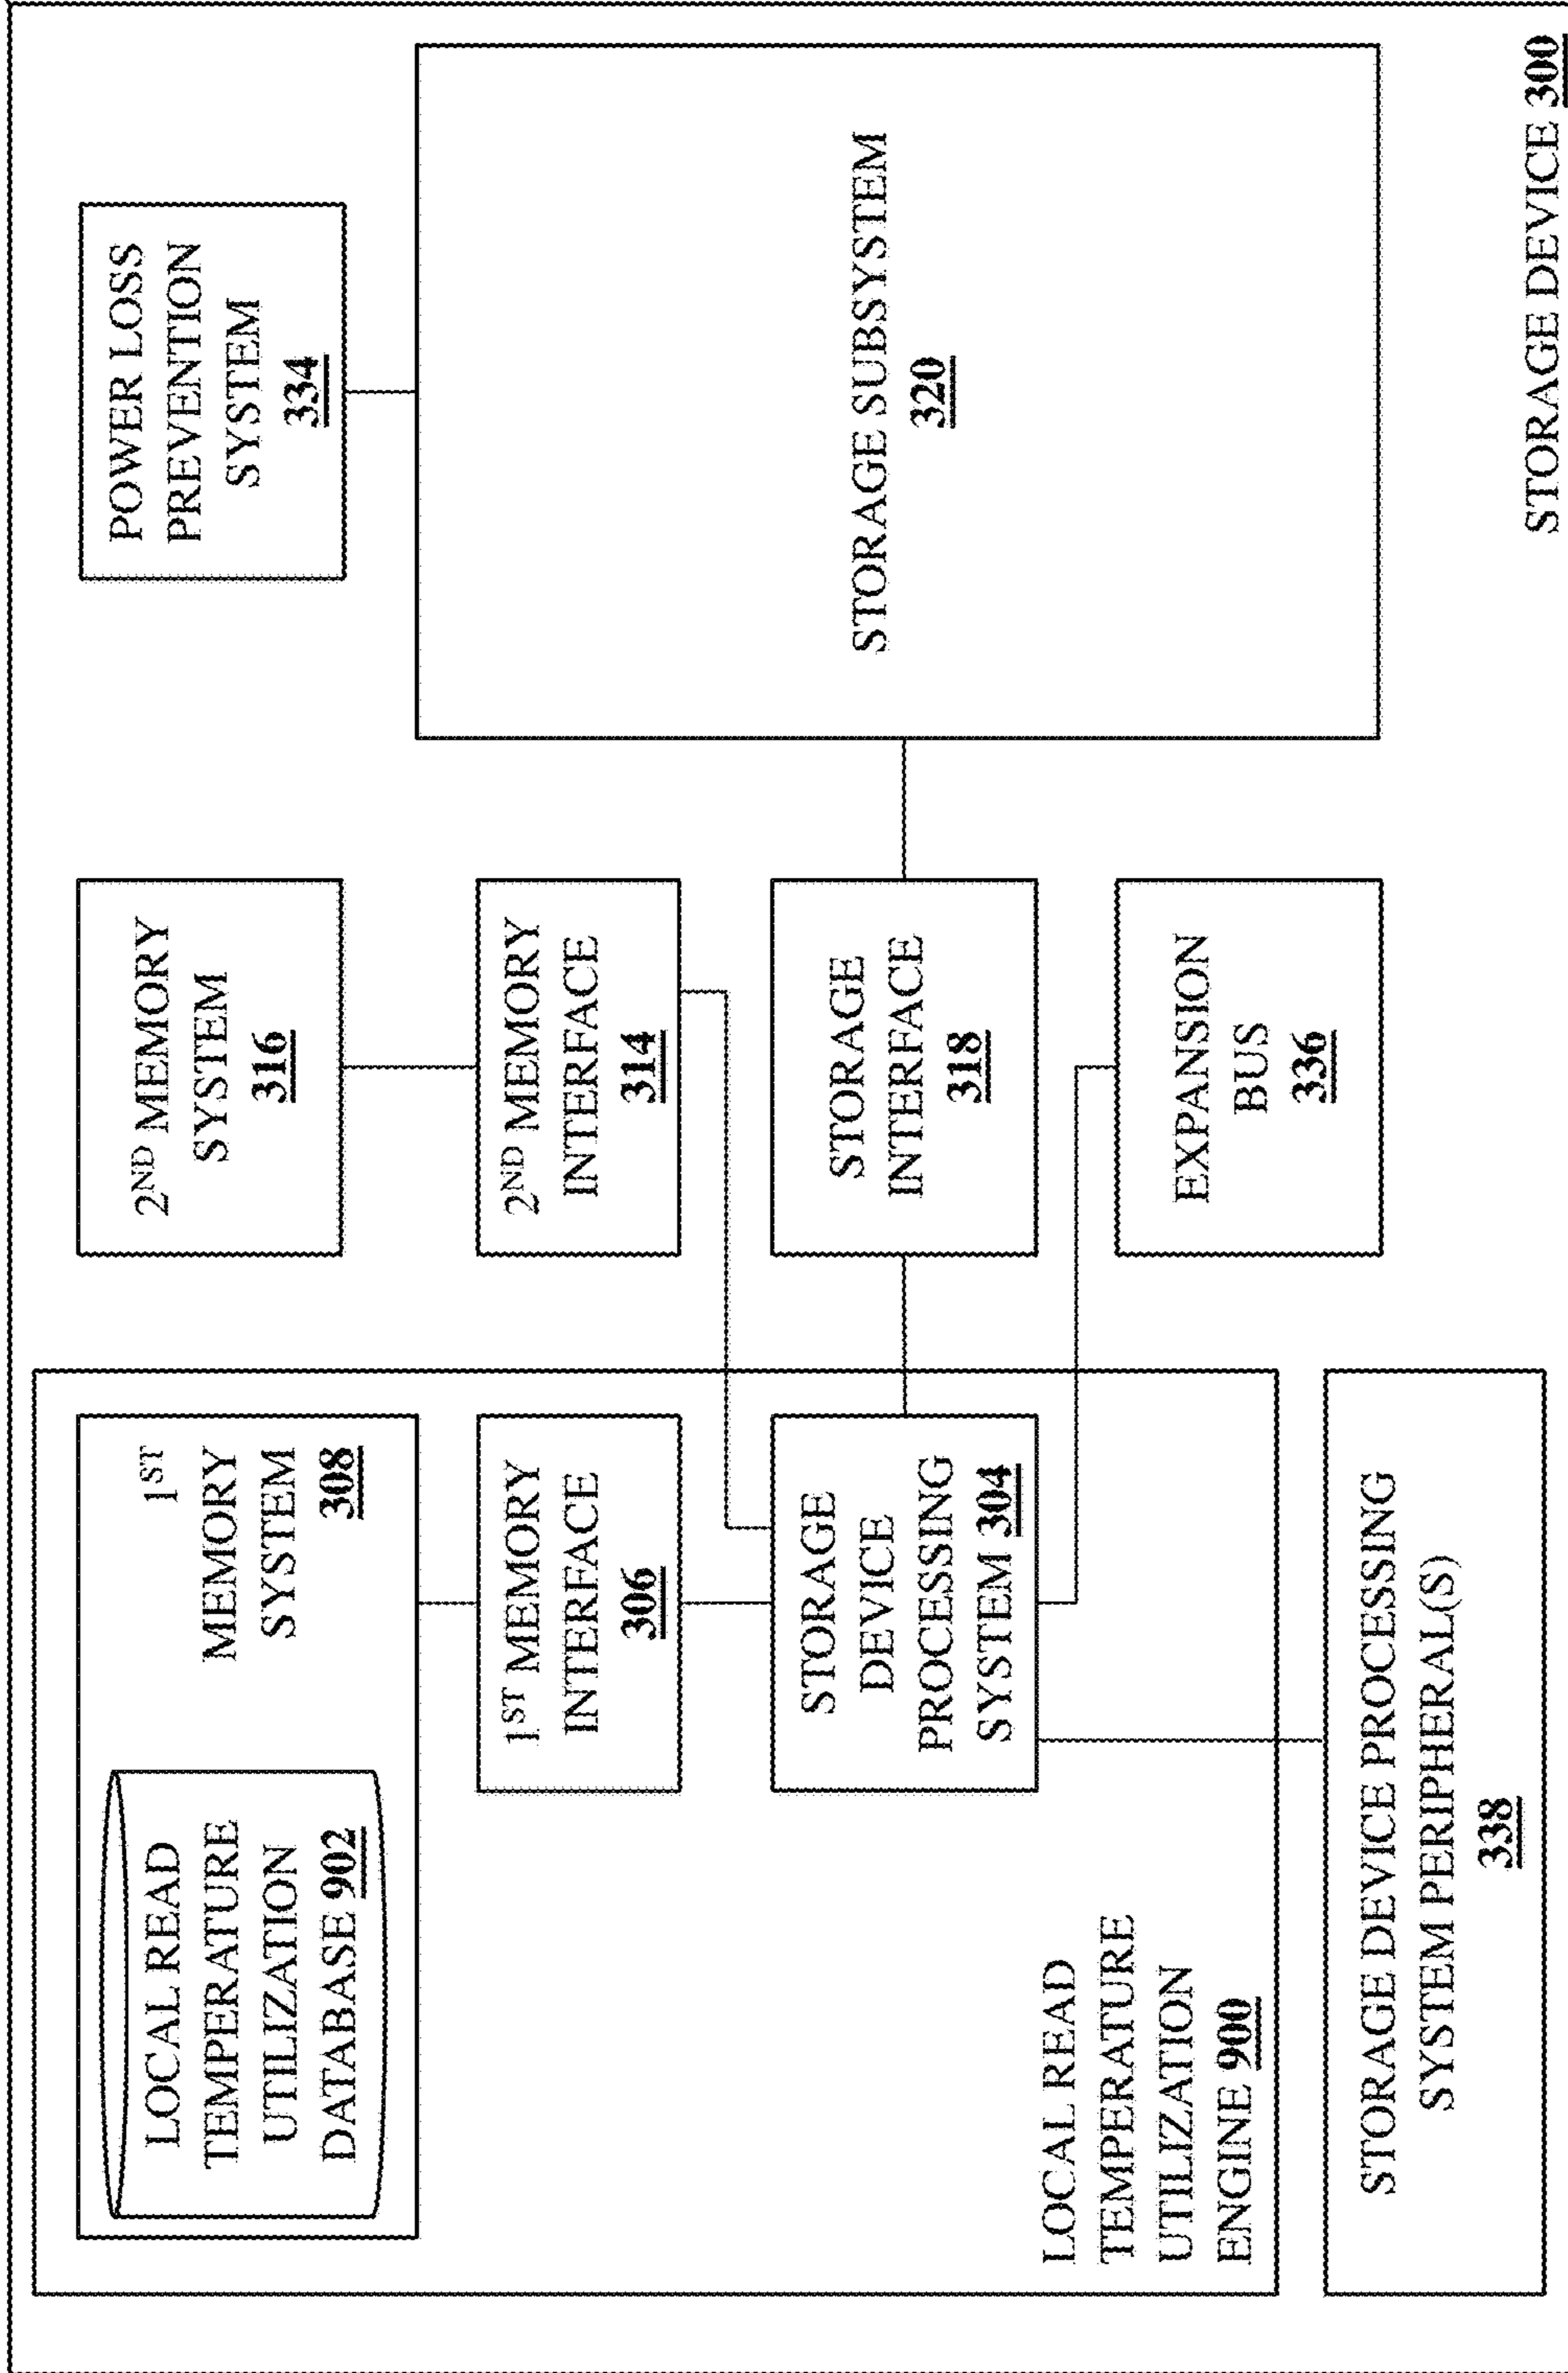 LOCAL READ
TEMPERATURE
UTILIZATION
DATABASE 902
1ST
MEMORY
SYSTEM
308
1ST MEMORY
INTERFACE
306
STORAGE
DEVICE
PROCESSING
SYSTEM 304
LOCAL READ
TEMPERATURE
UTILIZATION
ENGINE 900
STORAGE DEVICE PROCESSING
SYSTEM PERIPHERAL(S)
338
2ND MEMORY
SYSTEM
316
2ND MEMORY
INTERFACE
314
STORAGE
INTERFACE
318
EXPANSION
BUS
336
POWER LOSS
PREVENTION
SYSTEM
334
STORAGE SUBSYSTEM
320
STORAGE DEVICE 300